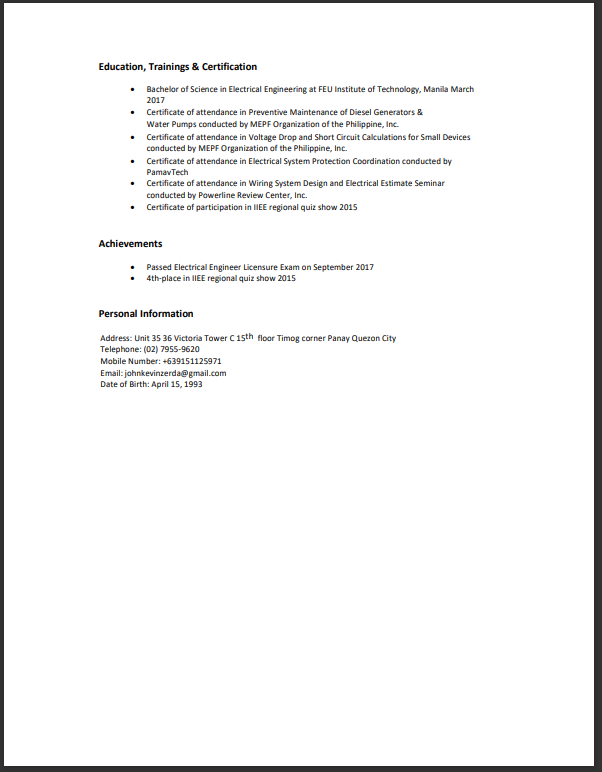 Education, Trainings & Certification
• Bachelor of Science in Electrical Engineering at FEU Institute of Technology, Manila March
2017
• Certificate of attendance in Preventive Maintenance of Diesel Generators &
Water Pumps conducted by MEPF Organization of the Philippine, Inc.
• Certificate of attendance in Voltage Drop and Short Circuit Calculations for Small Devices
conducted by MEPF Organization of the Philippine, Inc.
• Certificate of attendance in Electrical System Protection Coordination conducted by
PamavTech
• Certificate of attendance in Wiring System Design and Electrical Estimate Seminar
conducted by Powerline Review Center, Inc.
• Certificate of participation in IIEE regional quiz show 2015
Achievements
• Passed Electrical Engineer Licensure Exam on September 2017
• 4th-place in IIEE regional quiz show 2015
Personal Information
Address: Unit 35 36 Victoria Tower C 15th floor Timog corner Panay Quezon City
Telephone: (02) 7955-9620
Mobile Number: +639151125971
Email: johnkevinzerda@gmail.com
Date of Birth: April 15, 1993